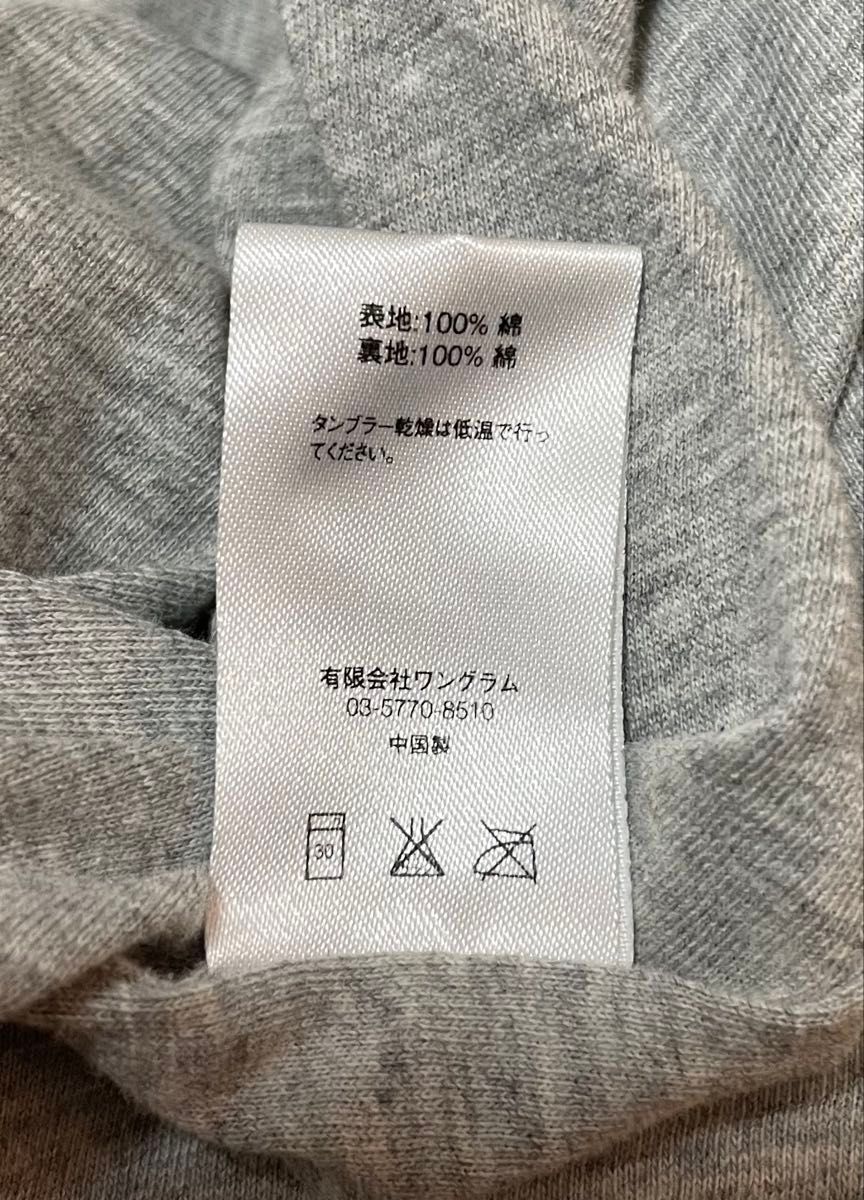 表地:100% 綿
裏地:100% 綿
タンブラー乾燥は低温で行っ
てください。
有限会社ワングラム
03-5770-8510
中国製
30